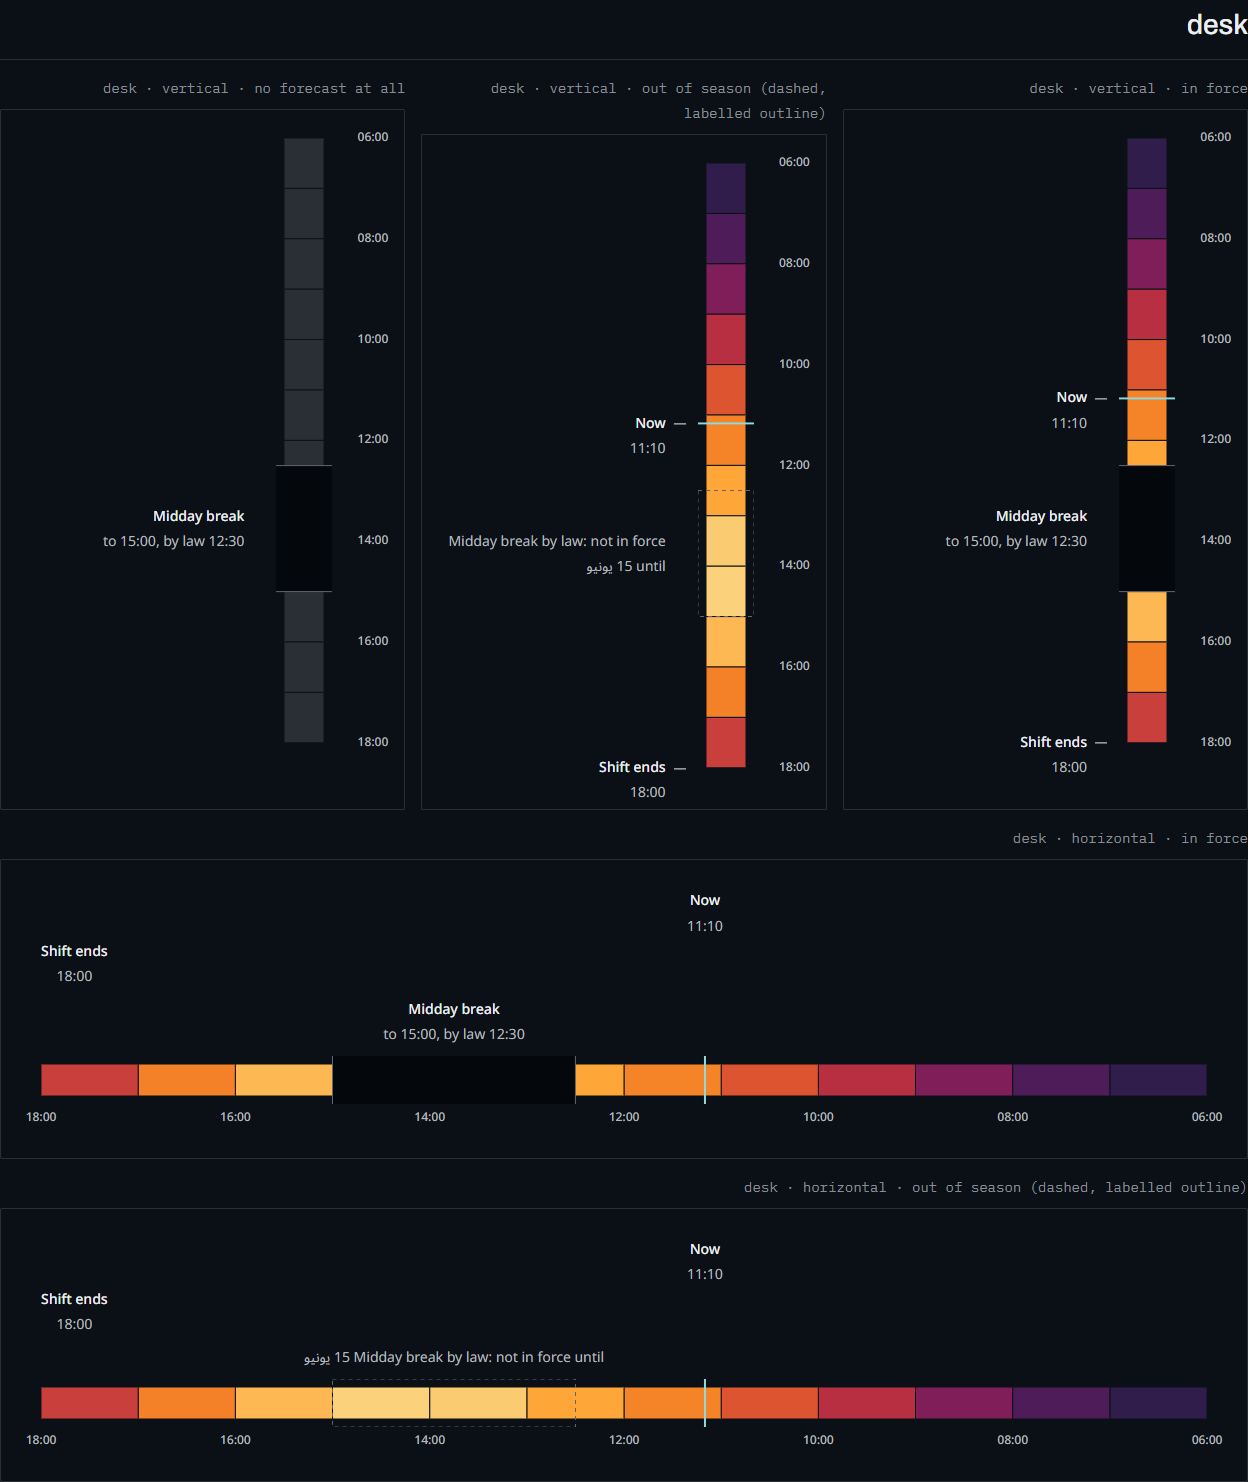 desk
desk · vertical · in force
06:00
08:00
10:00
Now
11:10
12:00
Midday break
to 15:00, by law 12:30
14:00
16:00
Shift ends
18:00
18:00
desk · vertical · out of season (dashed,
labelled outline)
06:00
08:00
10:00
Now
11:10
12:00
Midday break by law: not in force
يونيو 15 until
14:00
16:00
Shift ends
18:00
18:00
desk · vertical · no forecast at all
06:00
08:00
10:00
12:00
Midday break
to 15:00, by law 12:30
14:00
16:00
18:00
desk · horizontal · in force
Now
11:10
Shift ends
18:00
Midday break
to 15:00, by law 12:30
18:00
16:00
14:00
12:00
10:00
08:00
06:00
desk · horizontal · out of season (dashed, labelled outline)
Now
11:10
Shift ends
18:00
يونيو 15 Midday break by law: not in force until
18:00
16:00
14:00
12:00
10:00
08:00
06:00